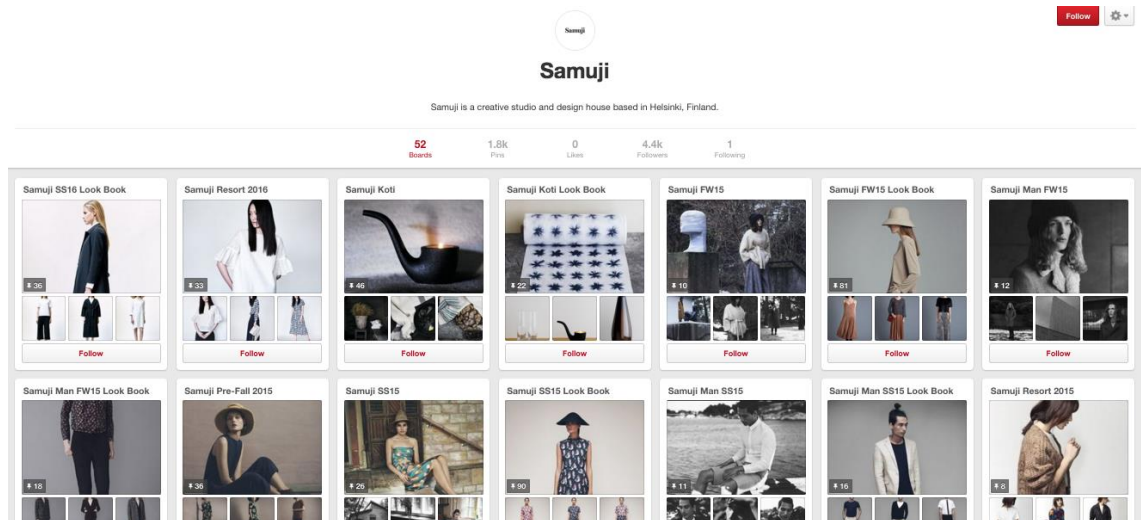 Follow
Samuji
Samuji
Samuji is a creative studio and design house based in Helsinki, Finland.
52 1.8k 0 4.4k 1
Boards Pins Likes Followers Following
Samuji SS16 Look Book Samuji Resort 2016 Samuji Koti Samuji Koti Look Book Samuji FW15 Samuji FW15 Look Book Samuji Man FW15
36 33 46 22 10 81 12
Follow Follow Follow Follow Follow Follow Follow
Samuji Man FW15 Look Book Samuji Pre-Fall 2015 Samuji SS15 Samuji SS15 Look Book Samuji Man SS15 Samuji Man SS15 Look Book Samuji Resort 2015
18 36 26 90 11 16 8